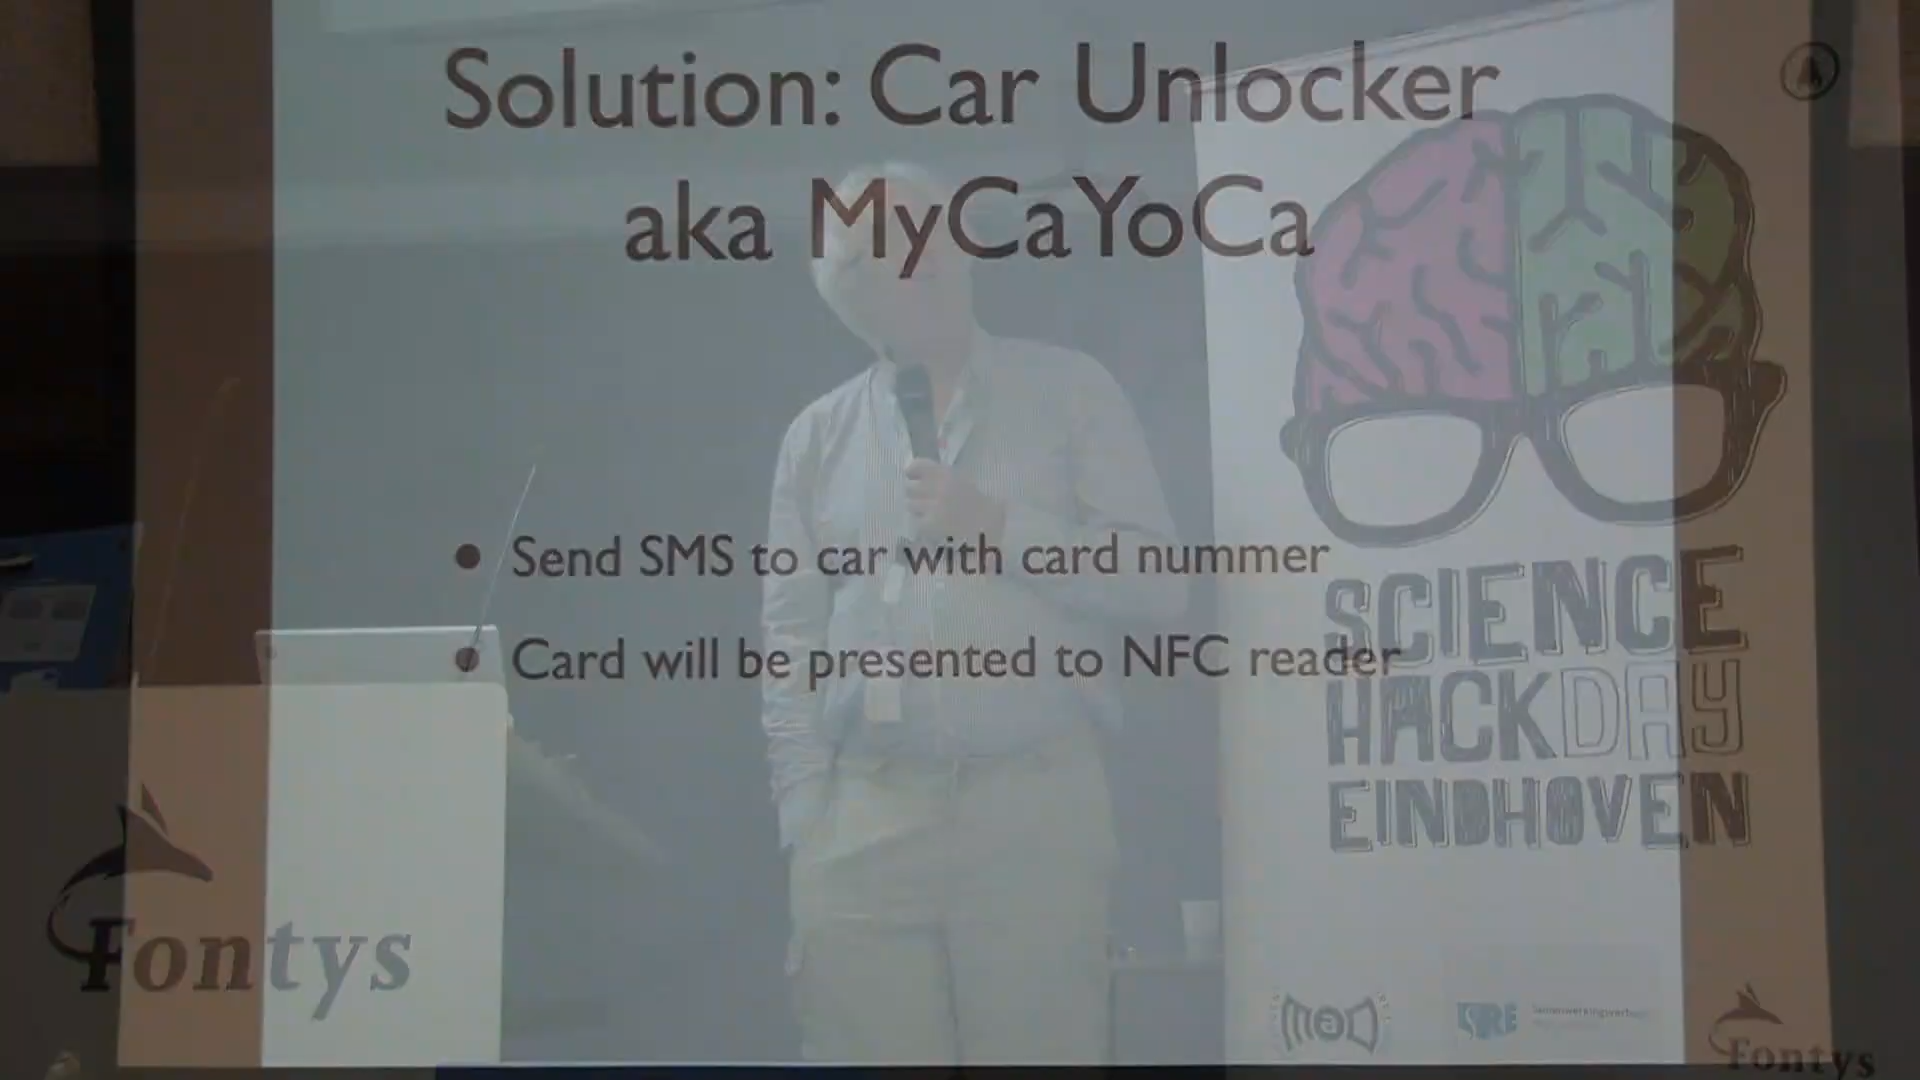 Solution: Car Unlocker
aka MyCaYoCa
Send SMS to car with card nummer
Card will be presented to NFC reader
SCIENCE
HACKDAY
EINDHOVEN
Fontys
mad
Fontys